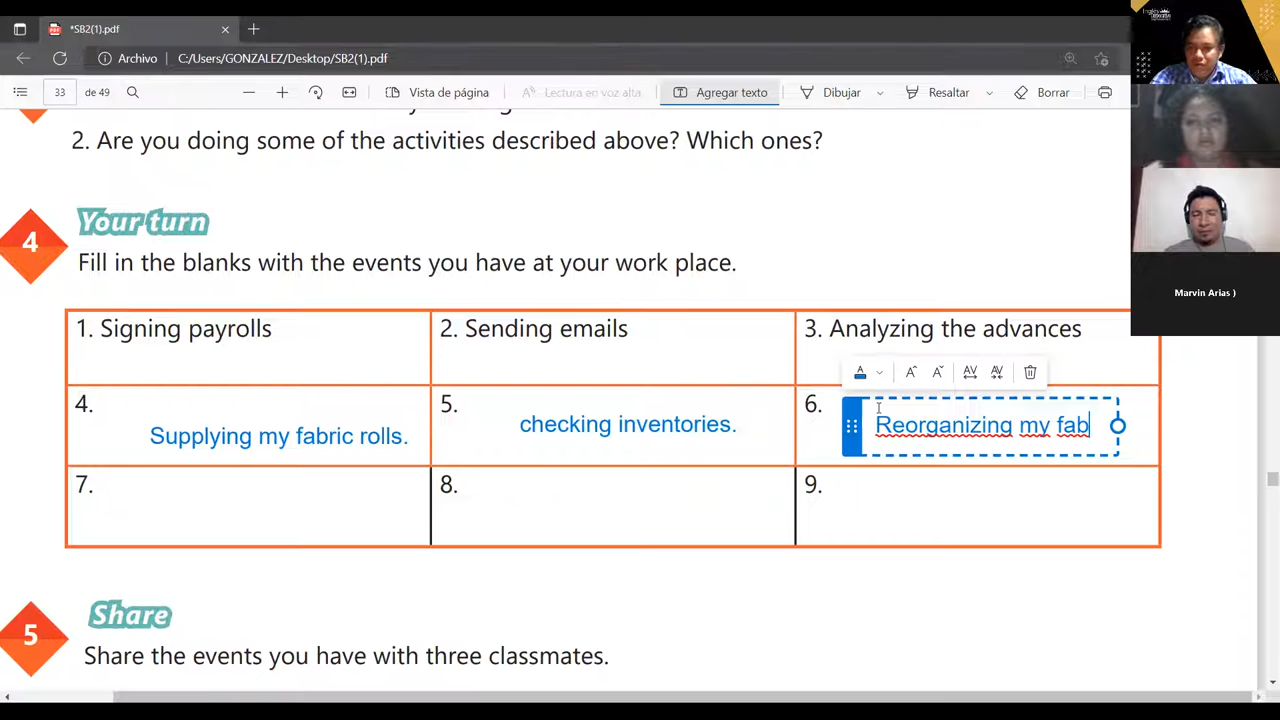 *SB2(1).pdf
Archivo C:/Users/GONZALEZ/Desktop/SB2(1).pdf
33 de 49 Vista de página Lectura en voz alta Agregar texto Dibujar Resaltar Borrar
2. Are you doing some of the activities described above? Which ones?
4 Your turn
Fill in the blanks with the events you have at your work place.
1. Signing payrolls 2. Sending emails 3. Analyzing the advances
4. Supplying my fabric rolls. 5. checking inventories. 6. Reorganizing my fab
7. 8. 9.
5 Share
Share the events you have with three classmates.
Marvin Arias )